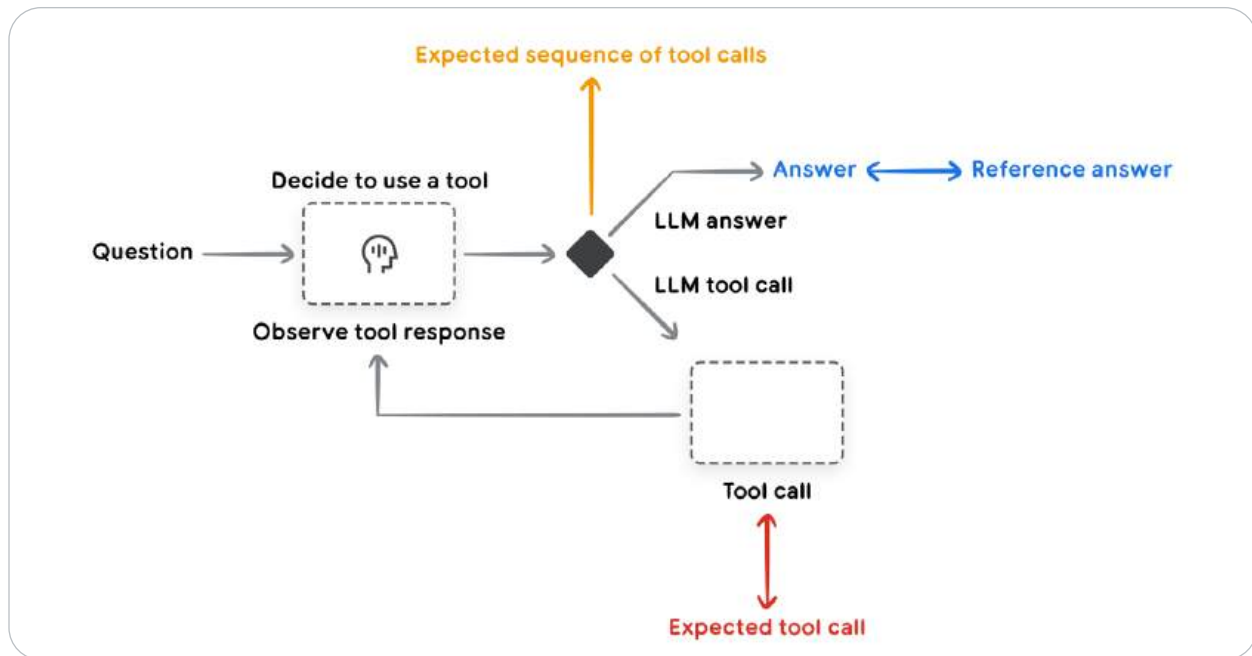 Expected sequence of tool calls
Answer
Reference answer
Decide to use a tool
LLM answer
Question
LLM tool call
Observe tool response
Tool call
Expected tool call